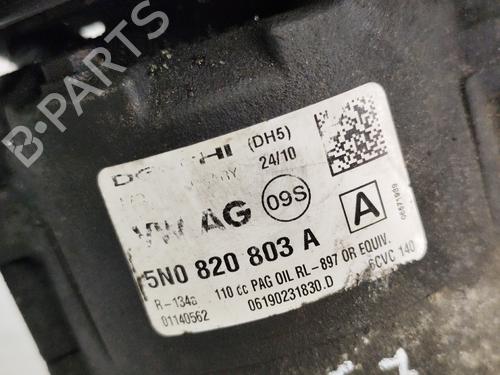 B-PARTS
(DH5)
24/10
VW AG 09S A
5N0 820 803 A
R-134a 110 cc PAG OIL RL-897 OR EQUIV. 6CVC 140
01140562 06190231830.D